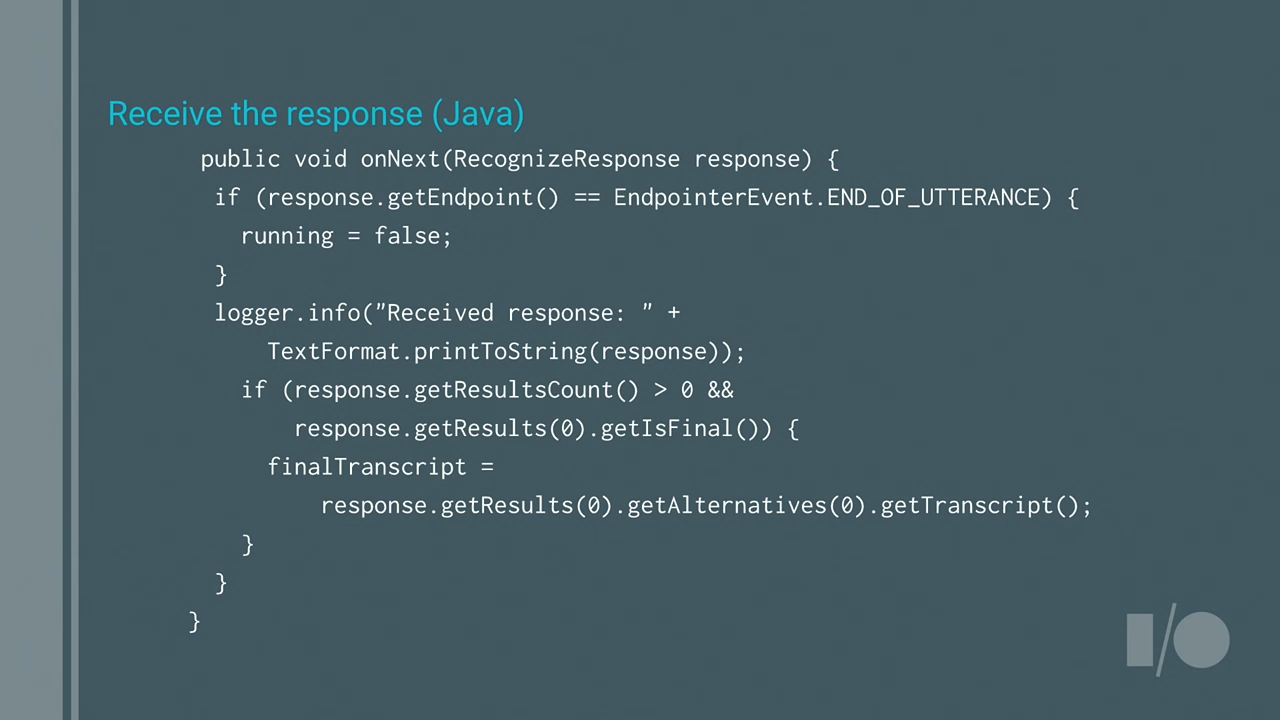 Receive the response (Java)
public void onNext(RecognizeResponse response) {
if (response.getEndpoint() == EndpointerEvent.END_OF_UTTERANCE) {
running = false;
}
logger.info("Received response: " +
TextFormat.printToString(response));
if (response.getResultsCount() > 0 &&
response.getResults(0).getIsFinal()) {
finalTranscript =
response.getResults(0).getAlternatives(0).getTranscript();
}
}
}
I/O